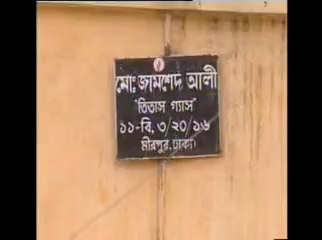 মোঃ জামশেদ আলী
"তিতাস গ্যাস"
১১-বি, ৩/২০/১৬
মীরপুর, ঢাকা।